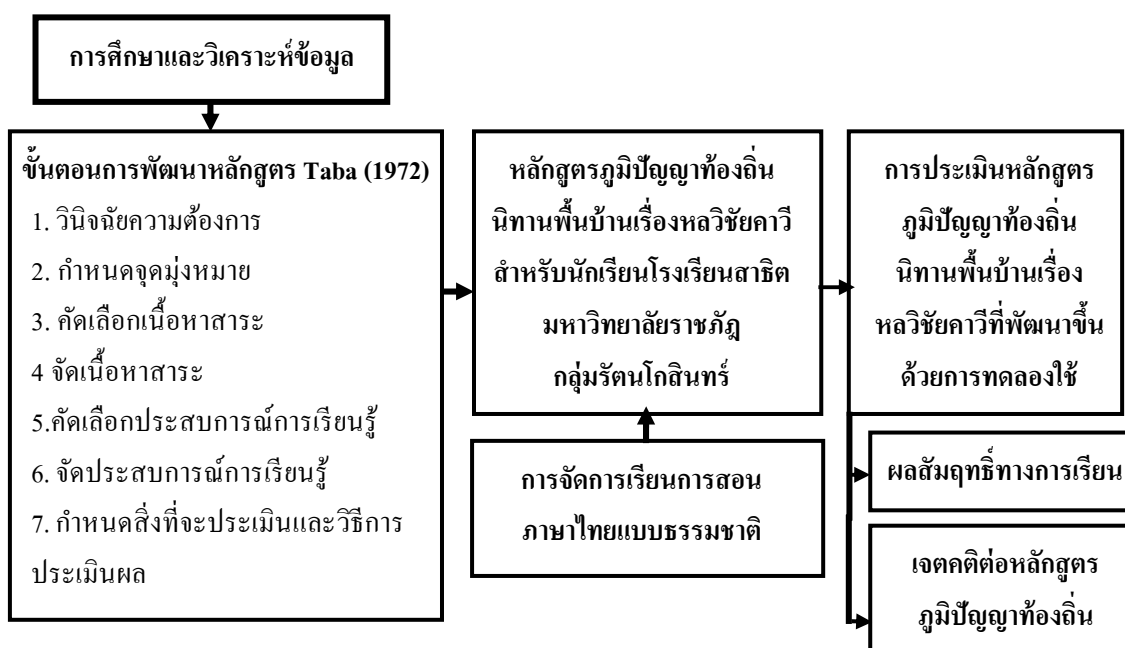 การศึกษาและวิเคราะห์ข้อมูล
ขั้นตอนการพัฒนาหลักสูตร Taba (1972)
1. วินิจฉัยความต้องการ
2. กำหนดจุดมุ่งหมาย
3. คัดเลือกเนื้อหาสาระ
4 จัดเนื้อหาสาระ
5.คัดเลือกประสบการณ์การเรียนรู้
6. จัดประสบการณ์การเรียนรู้
7. กำหนดสิ่งที่จะประเมินและวิธีการ
ประเมินผล
หลักสูตรภูมิปัญญาท้องถิ่น
นิทานพื้นบ้านเรื่องหลวิชัยคาวี
สำหรับนักเรียนโรงเรียนสาธิต
มหาวิทยาลัยราชภัฏ
กลุ่มรัตนโกสินทร์
การจัดการเรียนการสอน
ภาษาไทยแบบธรรมชาติ
การประเมินหลักสูตร
ภูมิปัญญาท้องถิ่น
นิทานพื้นบ้านเรื่อง
หลวิชัยคาวีที่พัฒนาขึ้น
ด้วยการทดลองใช้
ผลสัมฤทธิ์ทางการเรียน
เจตคติต่อหลักสูตร
ภูมิปัญญาท้องถิ่น